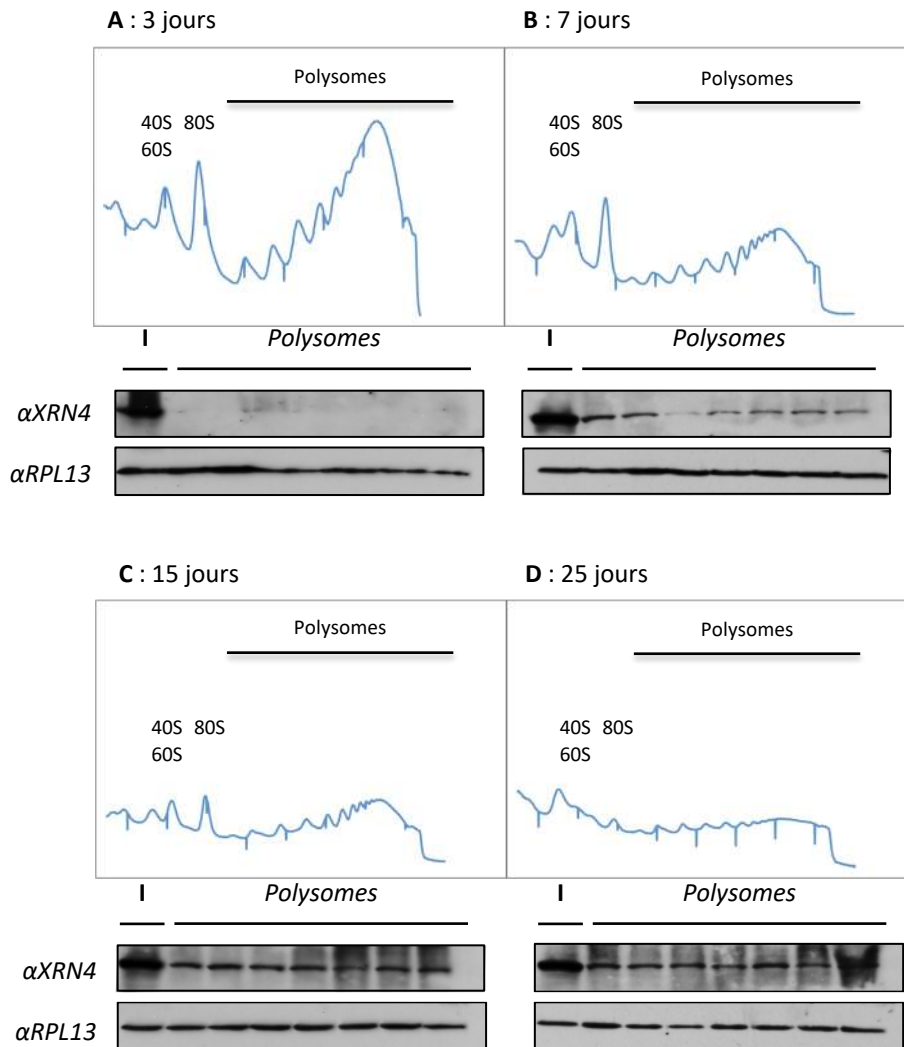 A : 3 jours
B : 7 jours
Polysomes
Polysomes
40S 80S
60S
40S 80S
60S
I Polysomes
I Polysomes
αXRN4
αRPL13
C : 15 jours
D : 25 jours
Polysomes
Polysomes
40S 80S
60S
40S 80S
60S
I Polysomes
I Polysomes
αXRN4
αRPL13